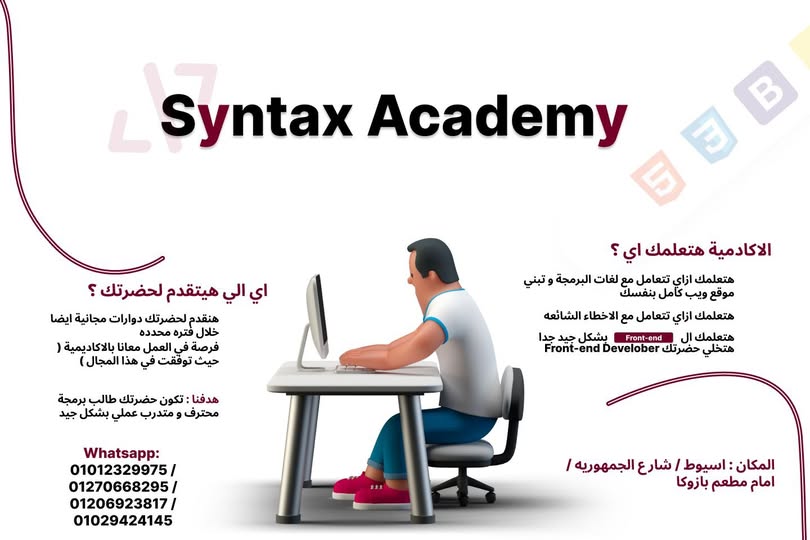 Syntax Academy
الاكادمية هتعلمك اي ؟
هتعلمك ازاي تتعامل مع لغات البرمجة و تبني
موقع ويب كامل بنفسك
هتعلمك ازاي تتعامل مع الاخطاء الشائعه
هتعلمك ال Front-end بشكل جيد جدا
هتخلي حضرتك Front-end Develober
اي الي هيتقدم لحضرتك ؟
هنقدم لحضرتك دوارات مجانية ايضا
خلال فتره محدده
فرصة في العمل معانا بالاكاديمية (
حيث توفقت في هذا المجال )
هدفنا : تكون حضرتك طالب برمجة
محترف و متدرب عملي بشكل جيد
Whatsapp:
01012329975 /
01270668295 /
01206923817 /
01029424145
المكان : اسيوط / شارع الجمهوريه /
امام مطعم بازوكا
5
3
B